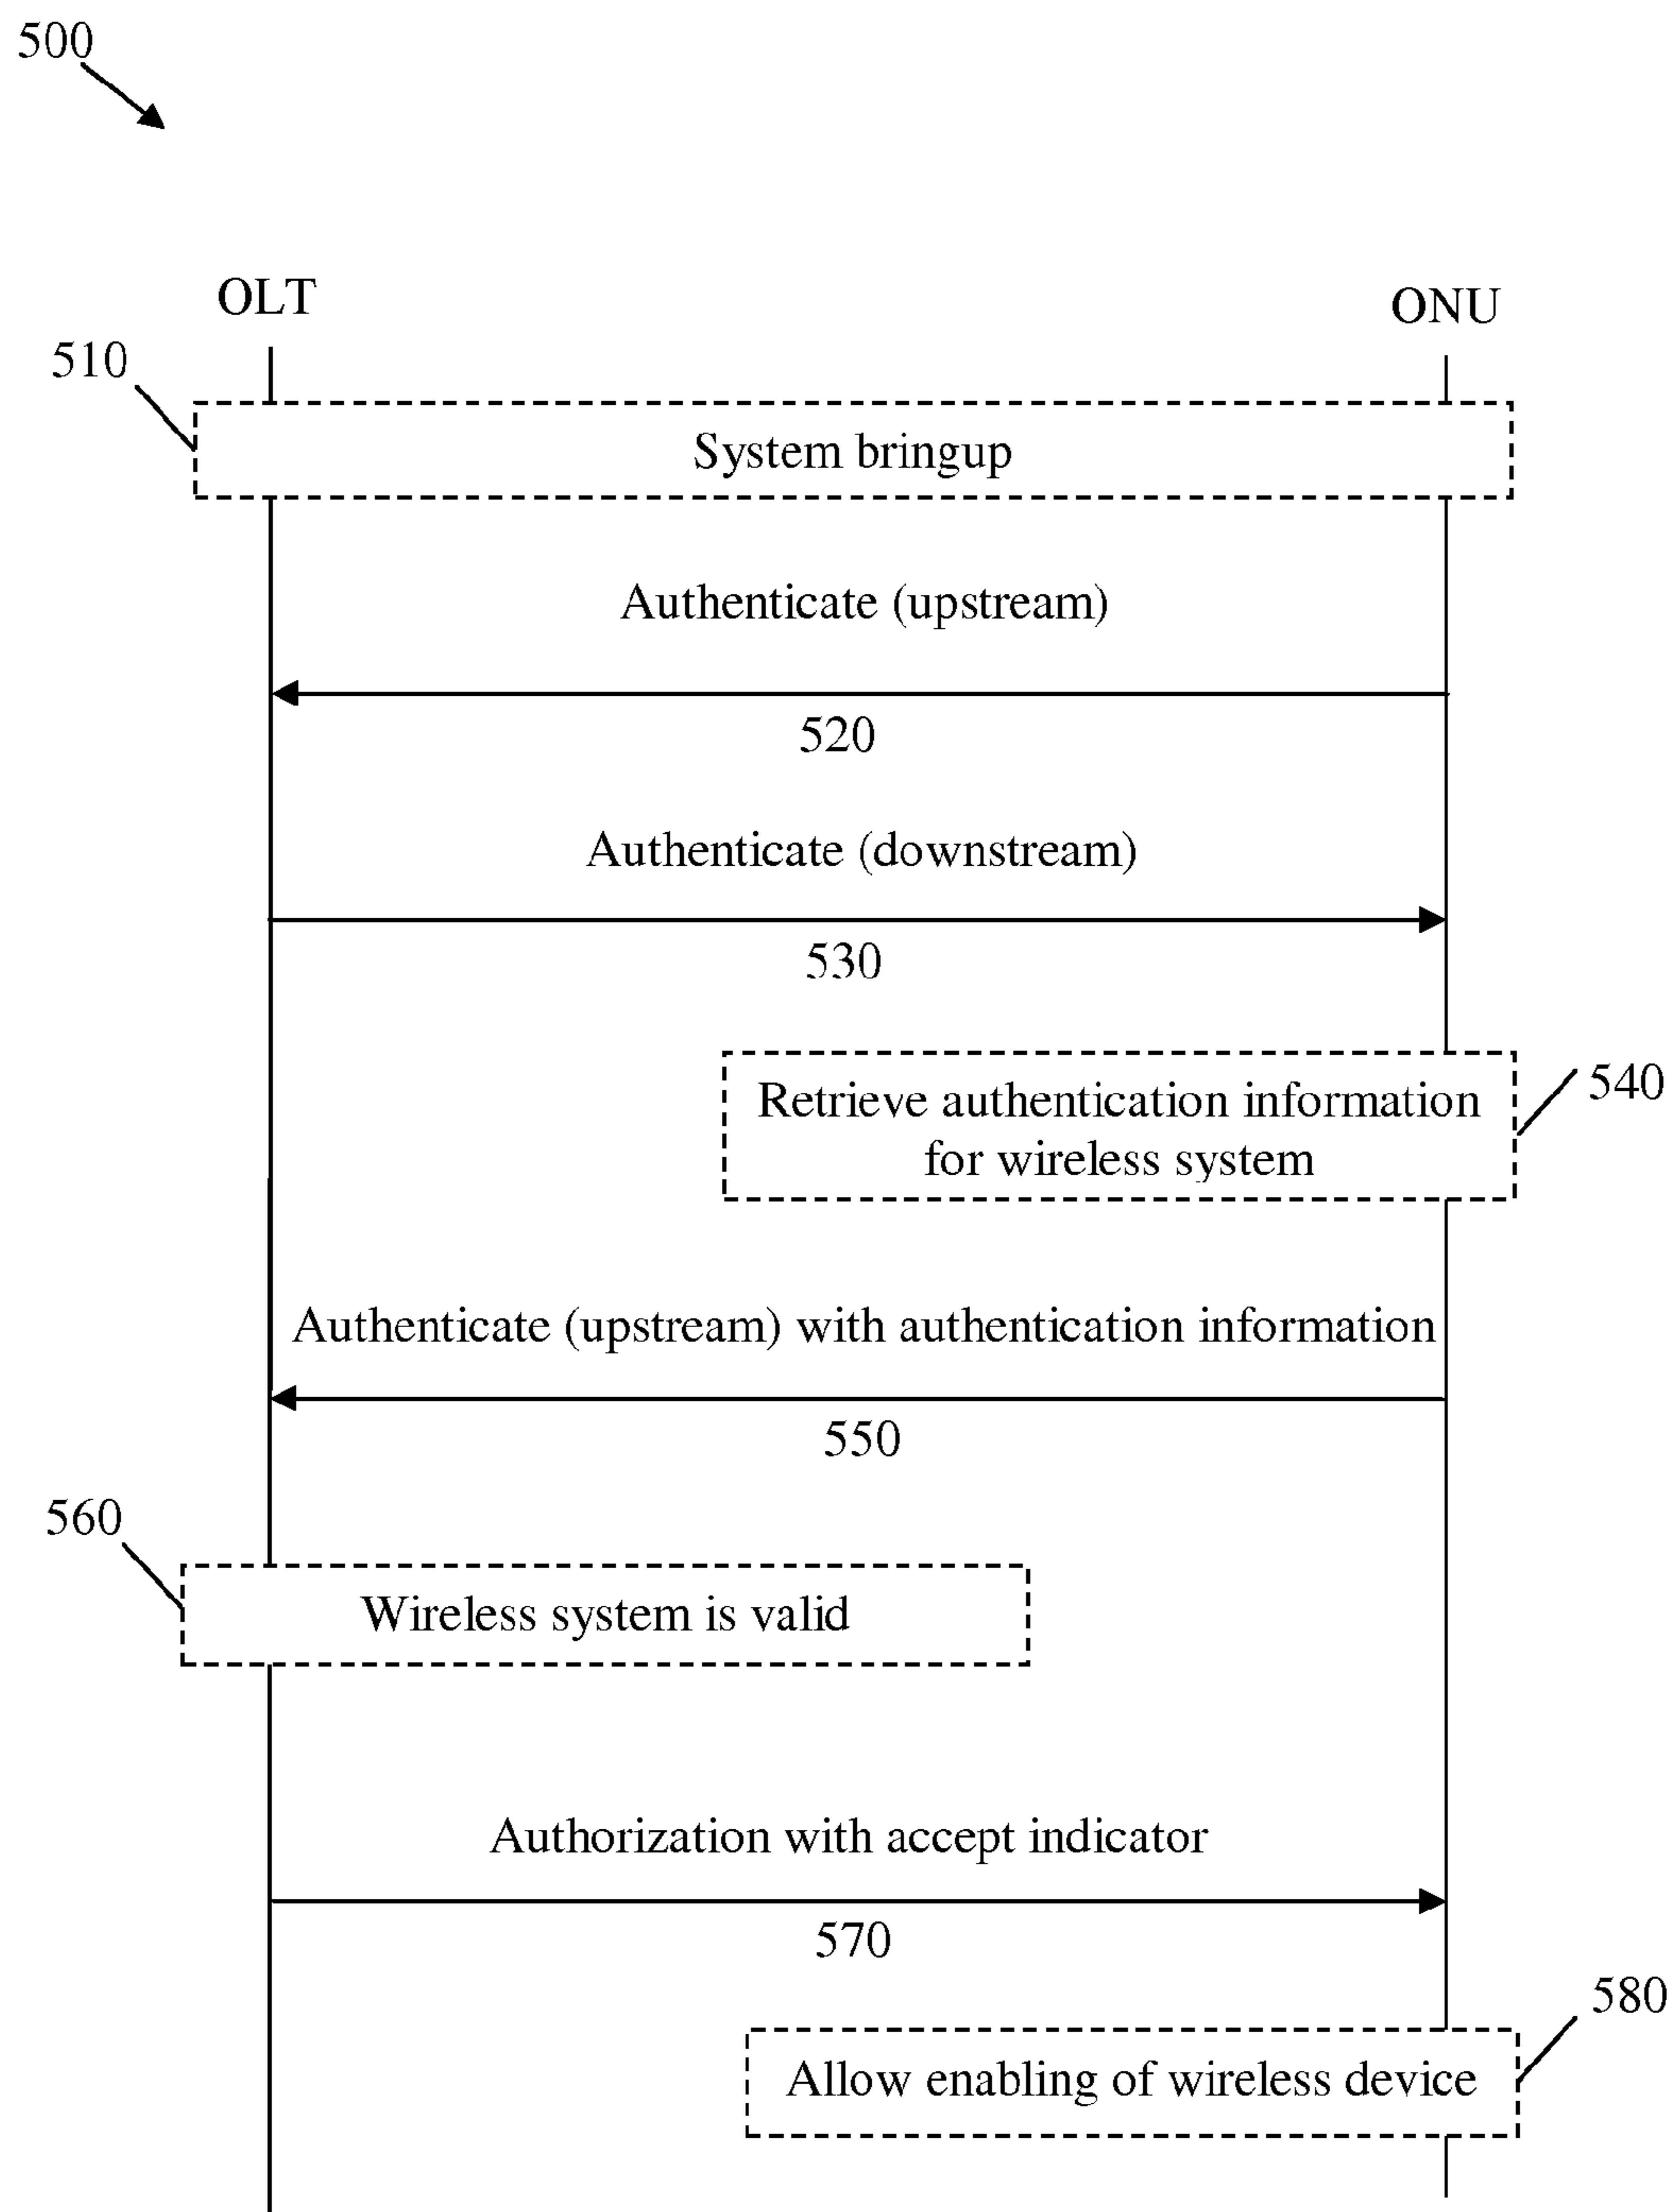 500
OLT
ONU
510
System bringup
Authenticate (upstream)
520
Authenticate (downstream)
530
Retrieve authentication information
for wireless system
540
Authenticate (upstream) with authentication information
550
560
Wireless system is valid
Authorization with accept indicator
570
580
Allow enabling of wireless device